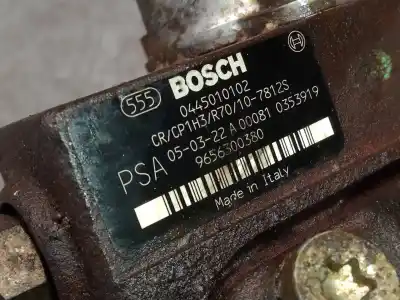 555 BOSCH
0445010102
CR/CP1H3/R70/10-7812S
PSA 05-03-22 A 00081 0353919
9656300380
Made in Italy